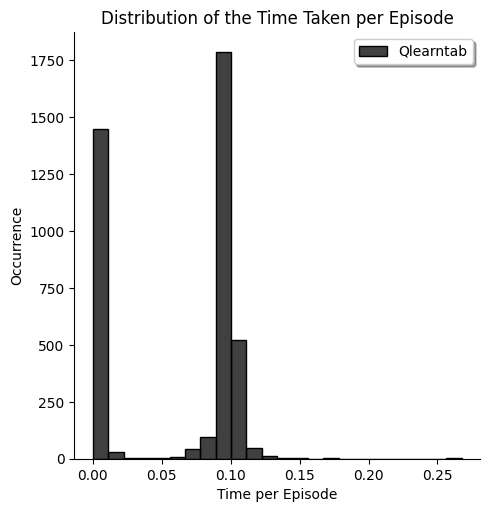 Distribution of the Time Taken per Episode
Qlearntab
1750
1500
1250
1000
750
500
250
0
Occurrence
0.00 0.05 0.10 0.15 0.20 0.25
Time per Episode